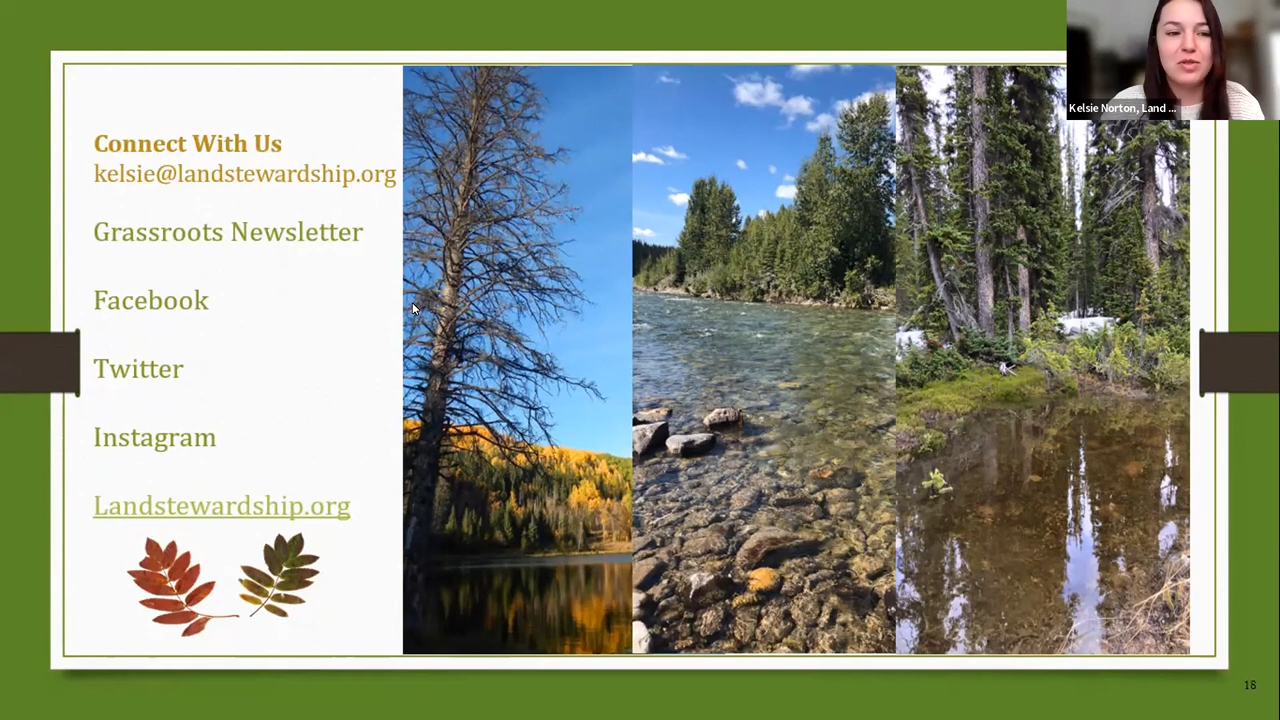 Kelsie Norton, Land ...
Connect With Us
kelsie@landstewardship.org
Grassroots Newsletter
Facebook
Twitter
Instagram
Landstewardship.org
18